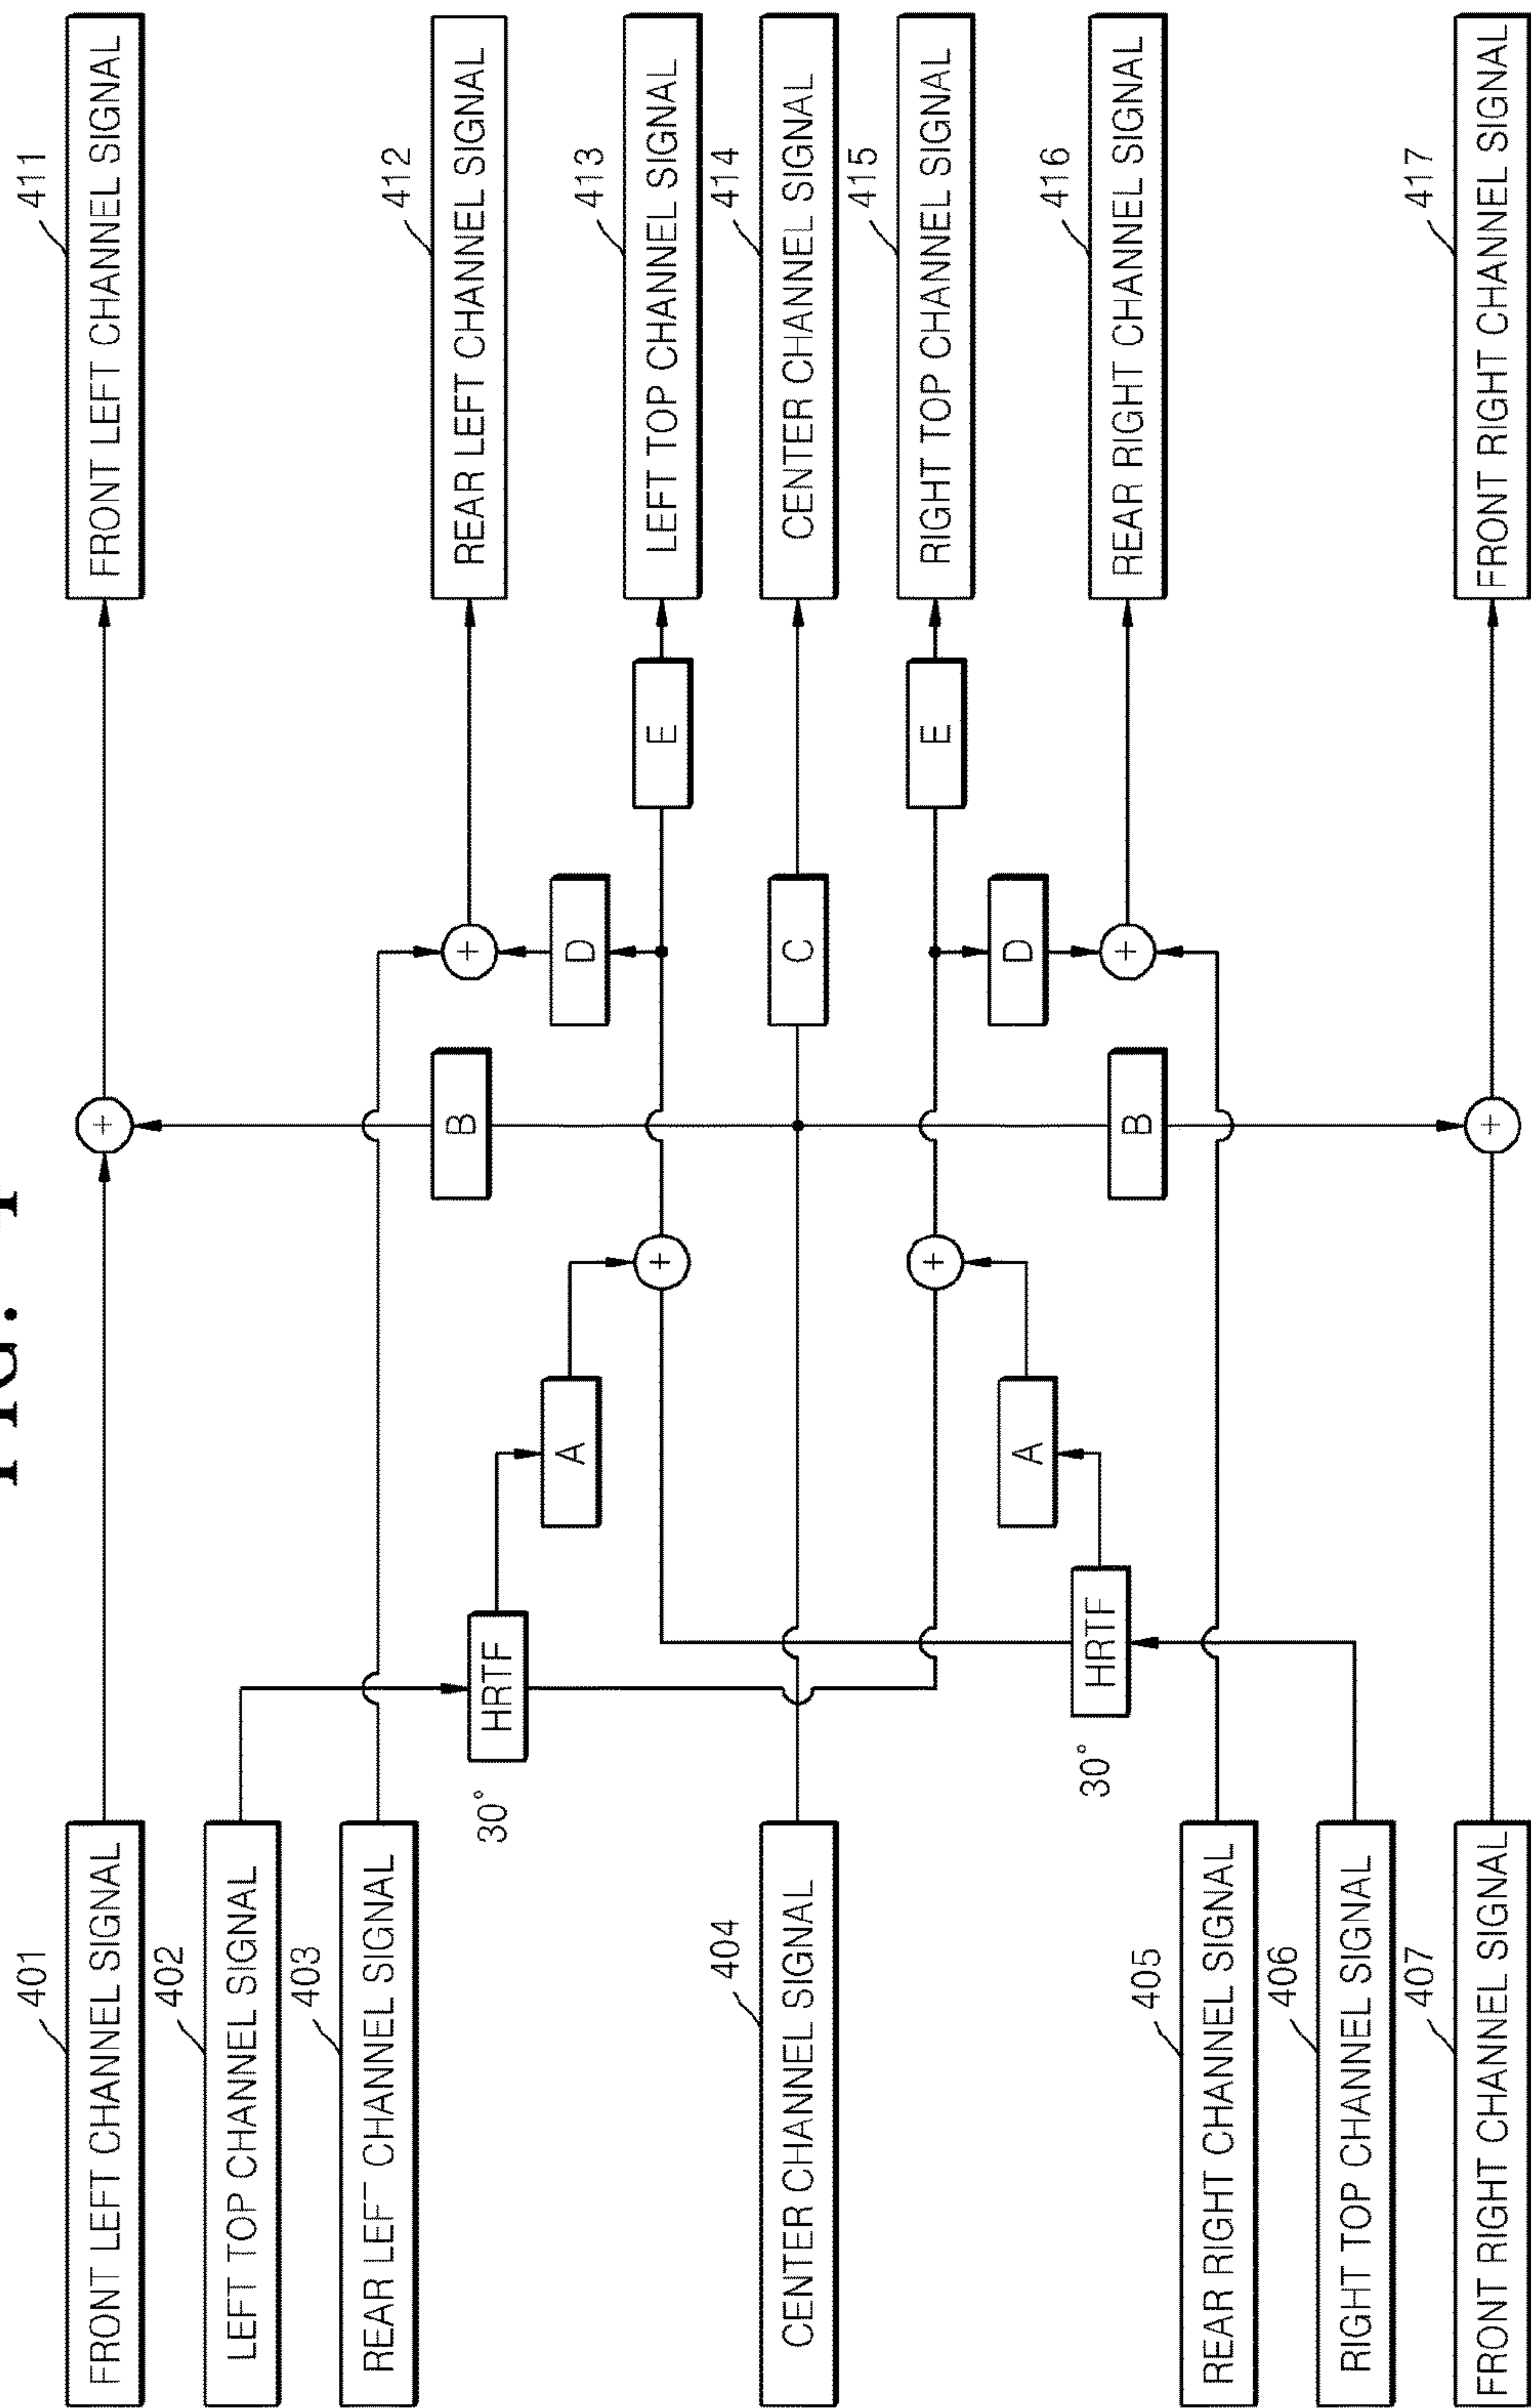 FIG. 4
401
FRONT LEFT CHANNEL SIGNAL
402
LEFT TOP CHANNEL SIGNAL
403
REAR LEFT CHANNEL SIGNAL
404
CENTER CHANNEL SIGNAL
405
REAR RIGHT CHANNEL SIGNAL
406
RIGHT TOP CHANNEL SIGNAL
407
FRONT RIGHT CHANNEL SIGNAL
30°
HRTF
30°
HRTF
A
A
+
+
B
B
+
+
D
C
D
+
+
E
E
411
FRONT LEFT CHANNEL SIGNAL
412
REAR LEFT CHANNEL SIGNAL
413
LEFT TOP CHANNEL SIGNAL
414
CENTER CHANNEL SIGNAL
415
RIGHT TOP CHANNEL SIGNAL
416
REAR RIGHT CHANNEL SIGNAL
417
FRONT RIGHT CHANNEL SIGNAL